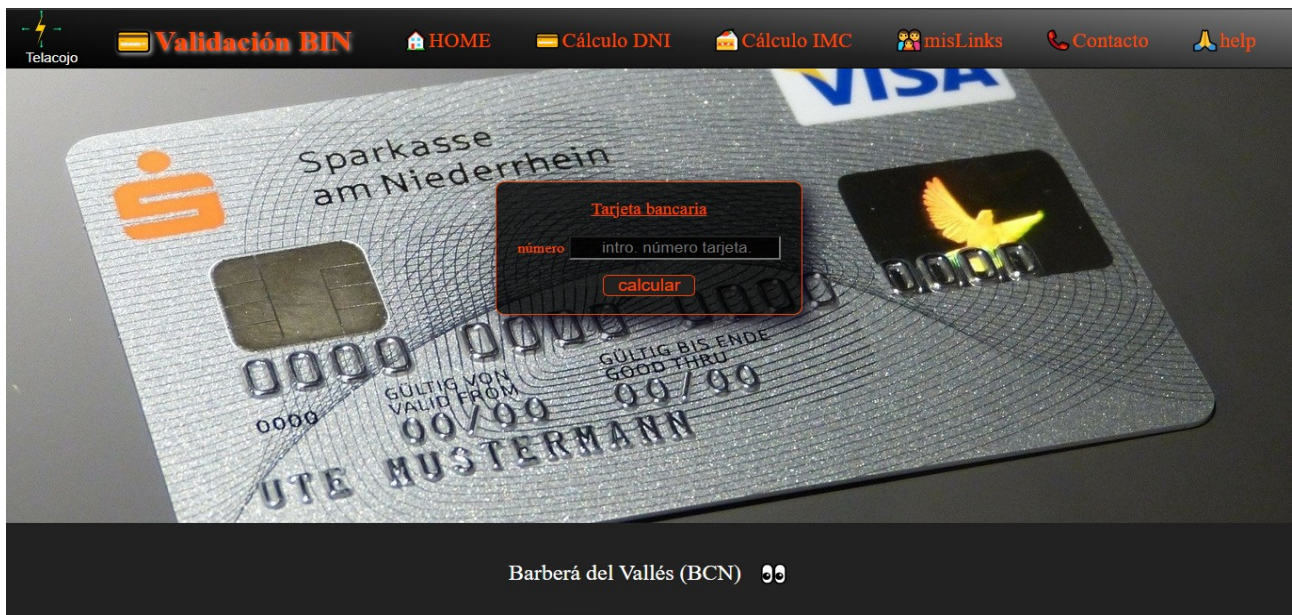 Telacojo
Validación BIN
HOME
Cálculo DNI
Cálculo IMC
misLinks
Contacto
help
VISA
Sparkasse
am Niederrhein
Tarjeta bancaria
número intro. número tarjeta.
calcular
0000 0000 0000 0000
GÜLTIG VON
VALID FROM
GÜLTIG BIS ENDE
GOOD THRU
0000
00/00 00/00
UTE MUSTERMANN
Barberá del Vallés (BCN)